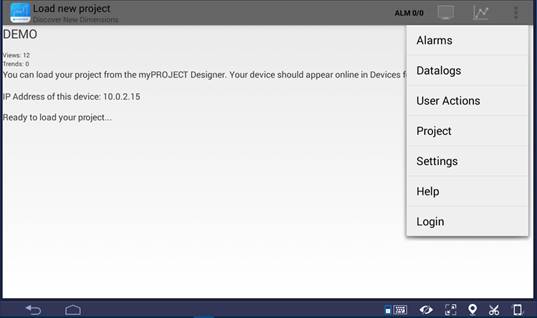 Load new project
Discover New Dimensions
ALM 0/0
DEMO
Views: 12
Trends: 0
You can load your project from the myPROJECT Designer. Your device should appear online in Devices
IP Address of this device: 10.0.2.15
Ready to load your project...
Alarms
Datalogs
User Actions
Project
Settings
Help
Login